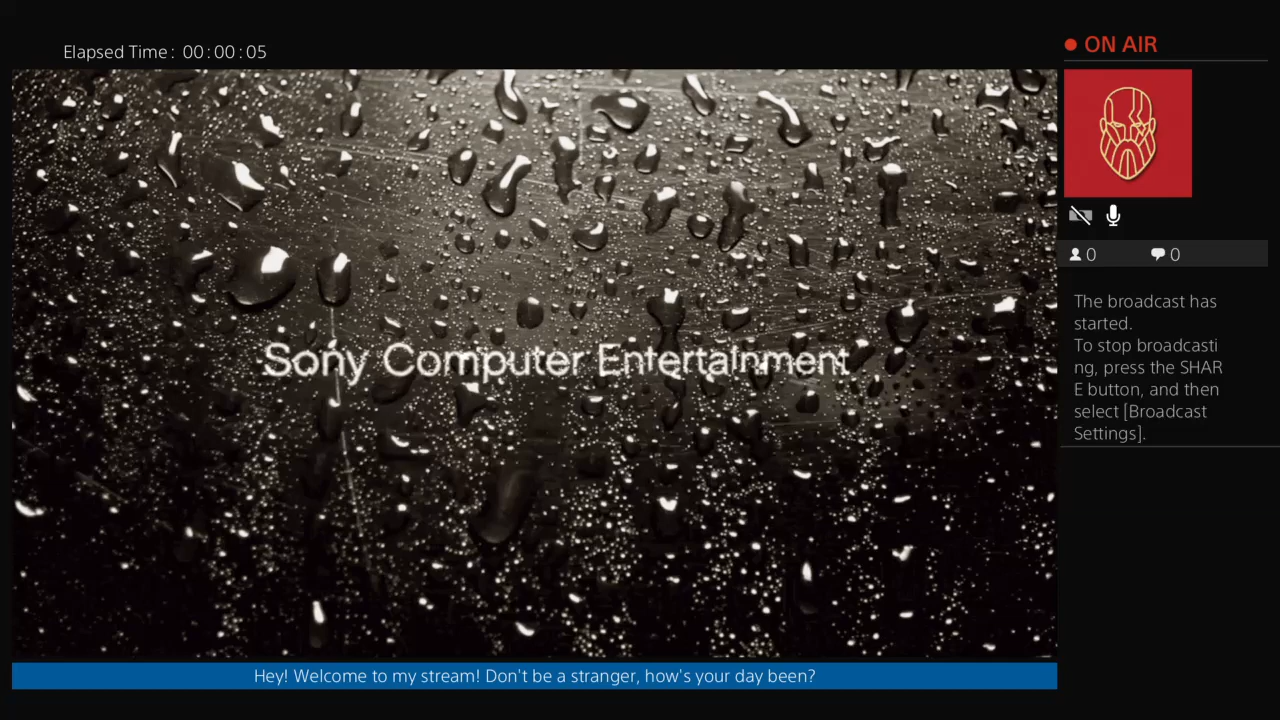 Elapsed Time: 00:00:05
ON AIR
0 0
The broadcast has
started.
To stop broadcasti
ng, press the SHAR
E button, and then
select [Broadcast
Settings].
Sony Computer Entertainment
Hey! Welcome to my stream! Don't be a stranger, how's your day been?